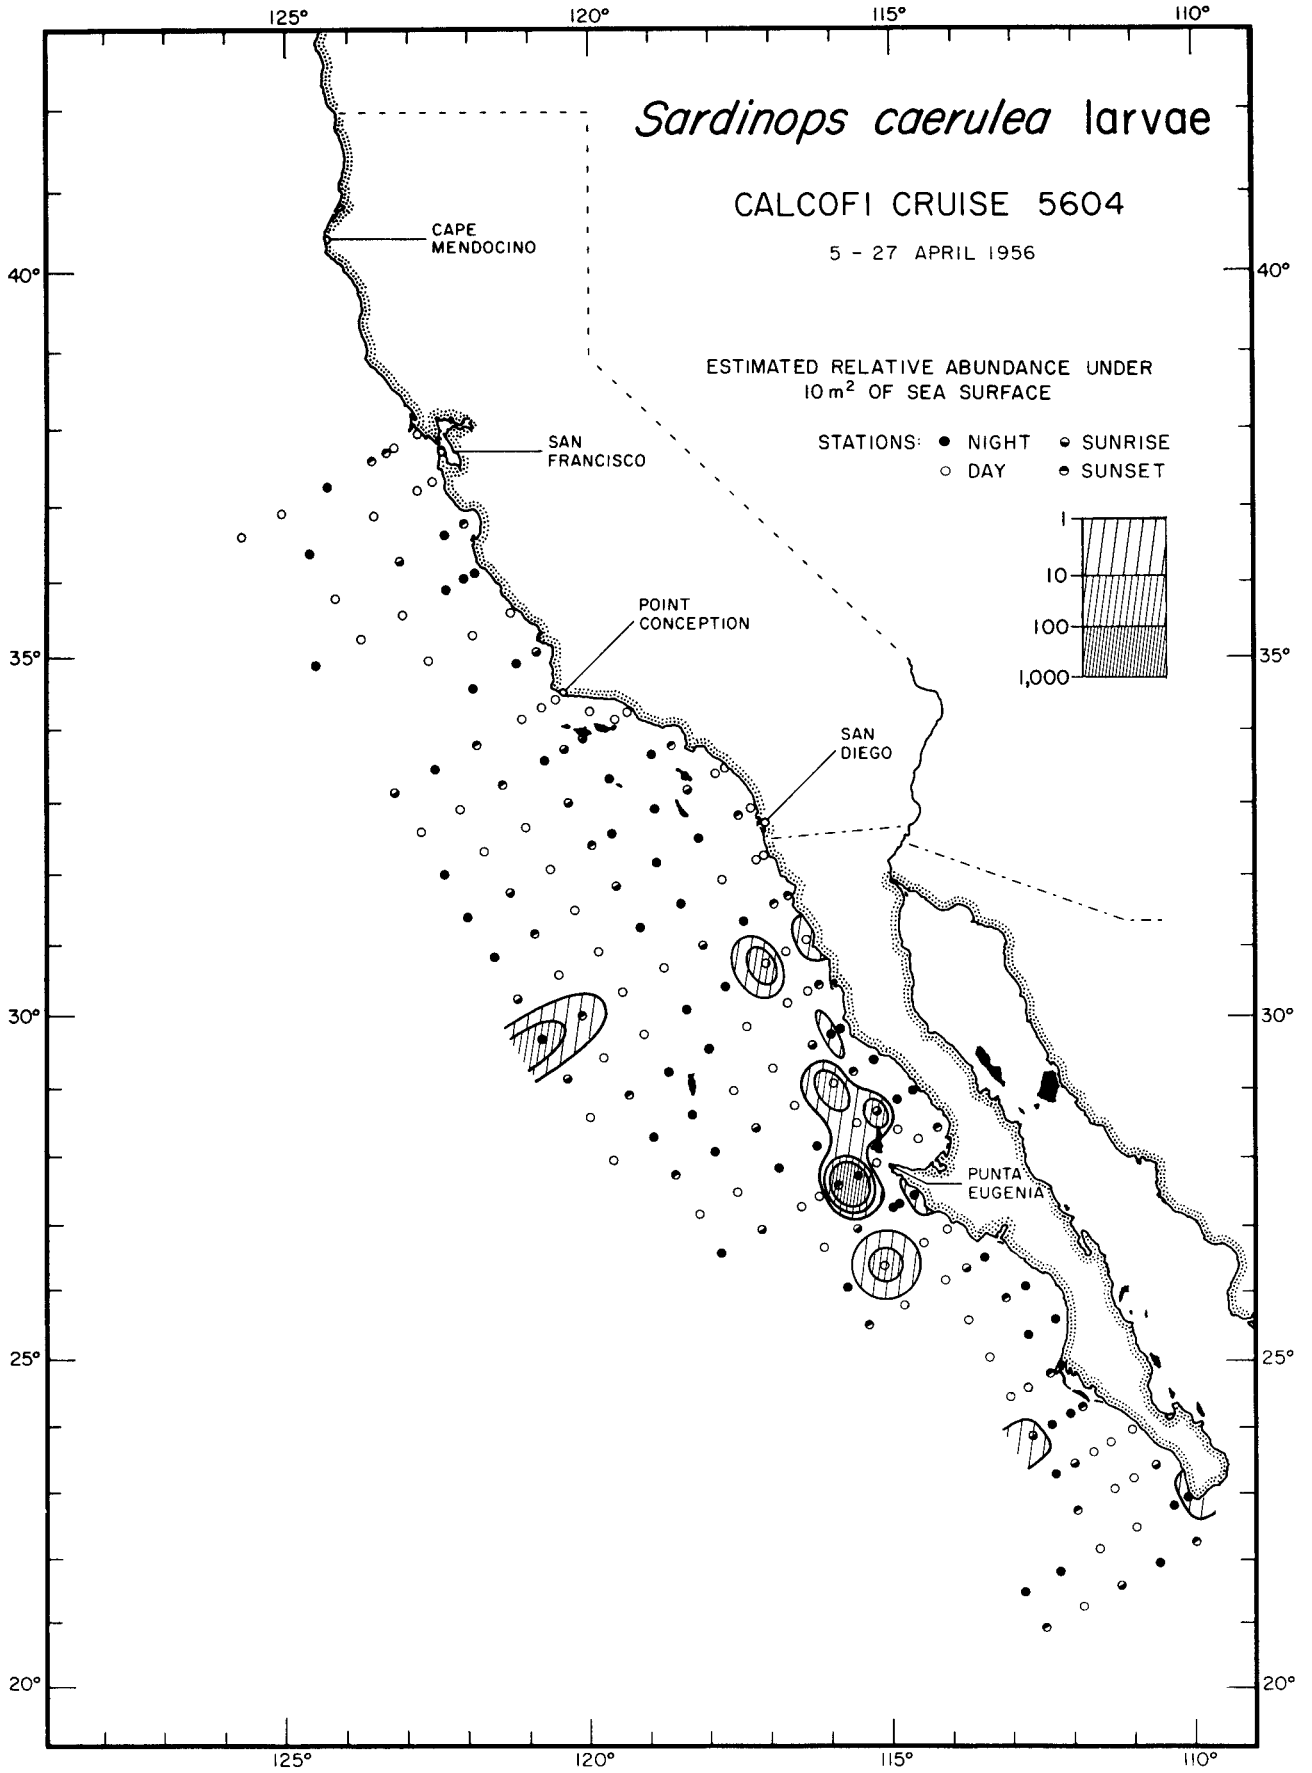 125° 120° 115° 110°
Sardinops caerulea larvae
CALCOFI CRUISE 5604
5 - 27 APRIL 1956
CAPE
MENDOCINO
40° 40°
ESTIMATED RELATIVE ABUNDANCE UNDER
10 m² OF SEA SURFACE
STATIONS: ● NIGHT ◒ SUNRISE
○ DAY ◓ SUNSET
SAN
FRANCISCO
1
10
100
1,000
POINT
CONCEPTION
35° 35°
SAN
DIEGO
30° 30°
PUNTA
EUGENIA
25° 25°
20° 20°
125° 120° 115° 110°